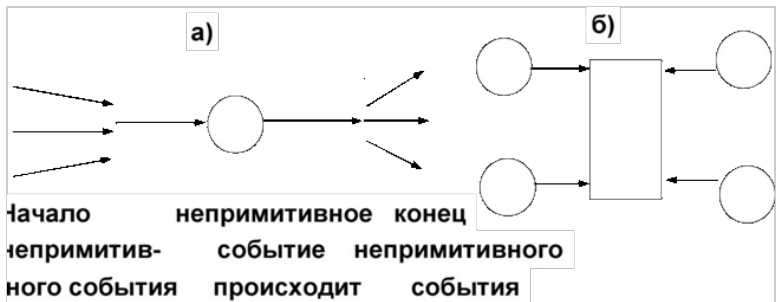 а)
б)
Начало непримитивное конец
непримитив- событие непримитивного
ного события происходит события